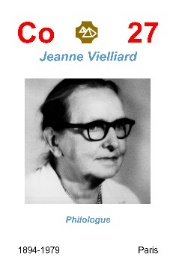 Co 27
Jeanne Vielliard
Philologue
1894-1979 Paris